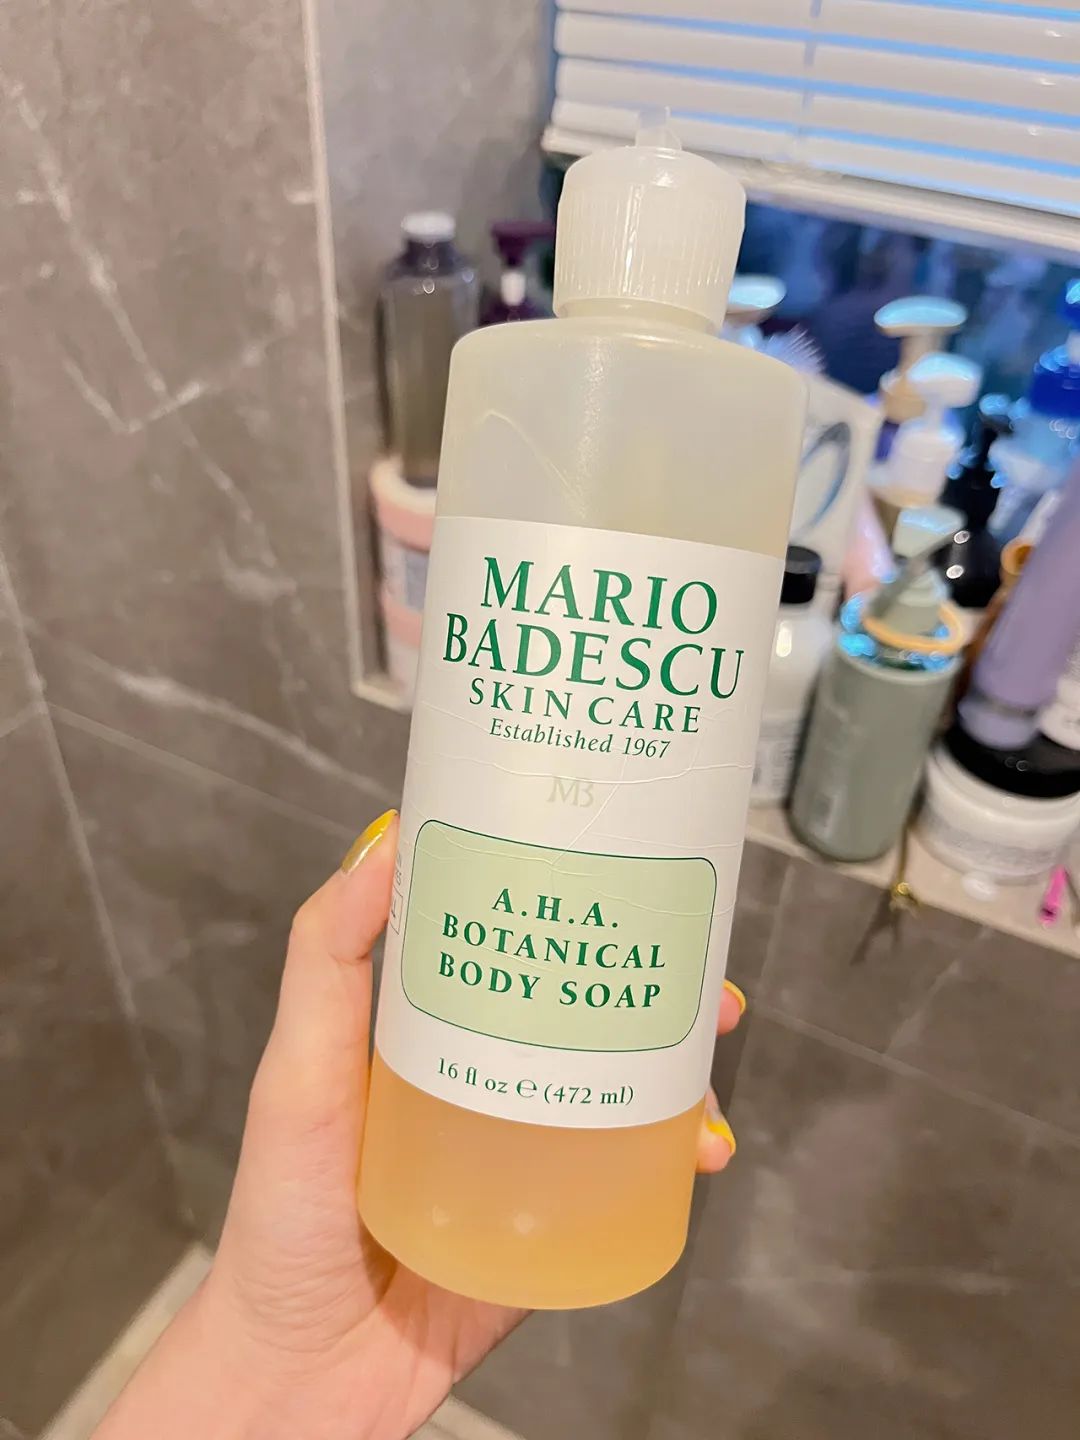 MARIO
BADESCU
SKIN CARE
Established 1967
MB
A.H.A.
BOTANICAL
BODY SOAP
16 fl oz ℮ (472 ml)